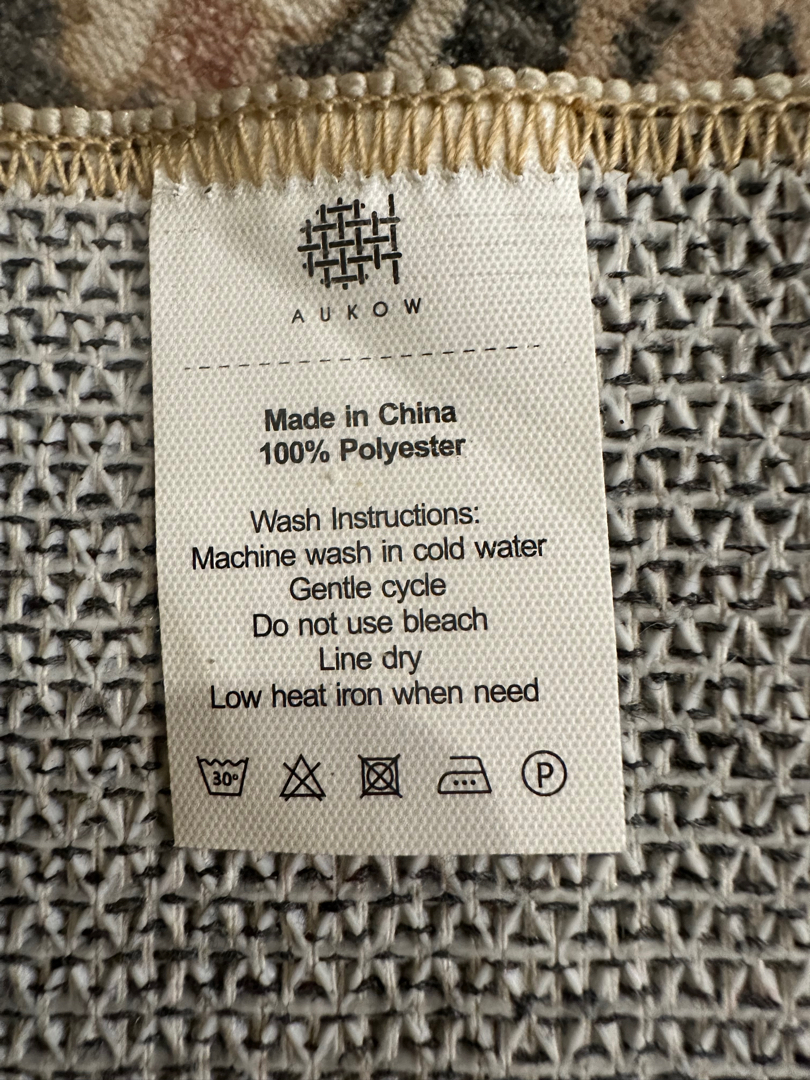 AUKOW
Made in China
100% Polyester
Wash Instructions:
Machine wash in cold water
Gentle cycle
Do not use bleach
Line dry
Low heat iron when need
30° P